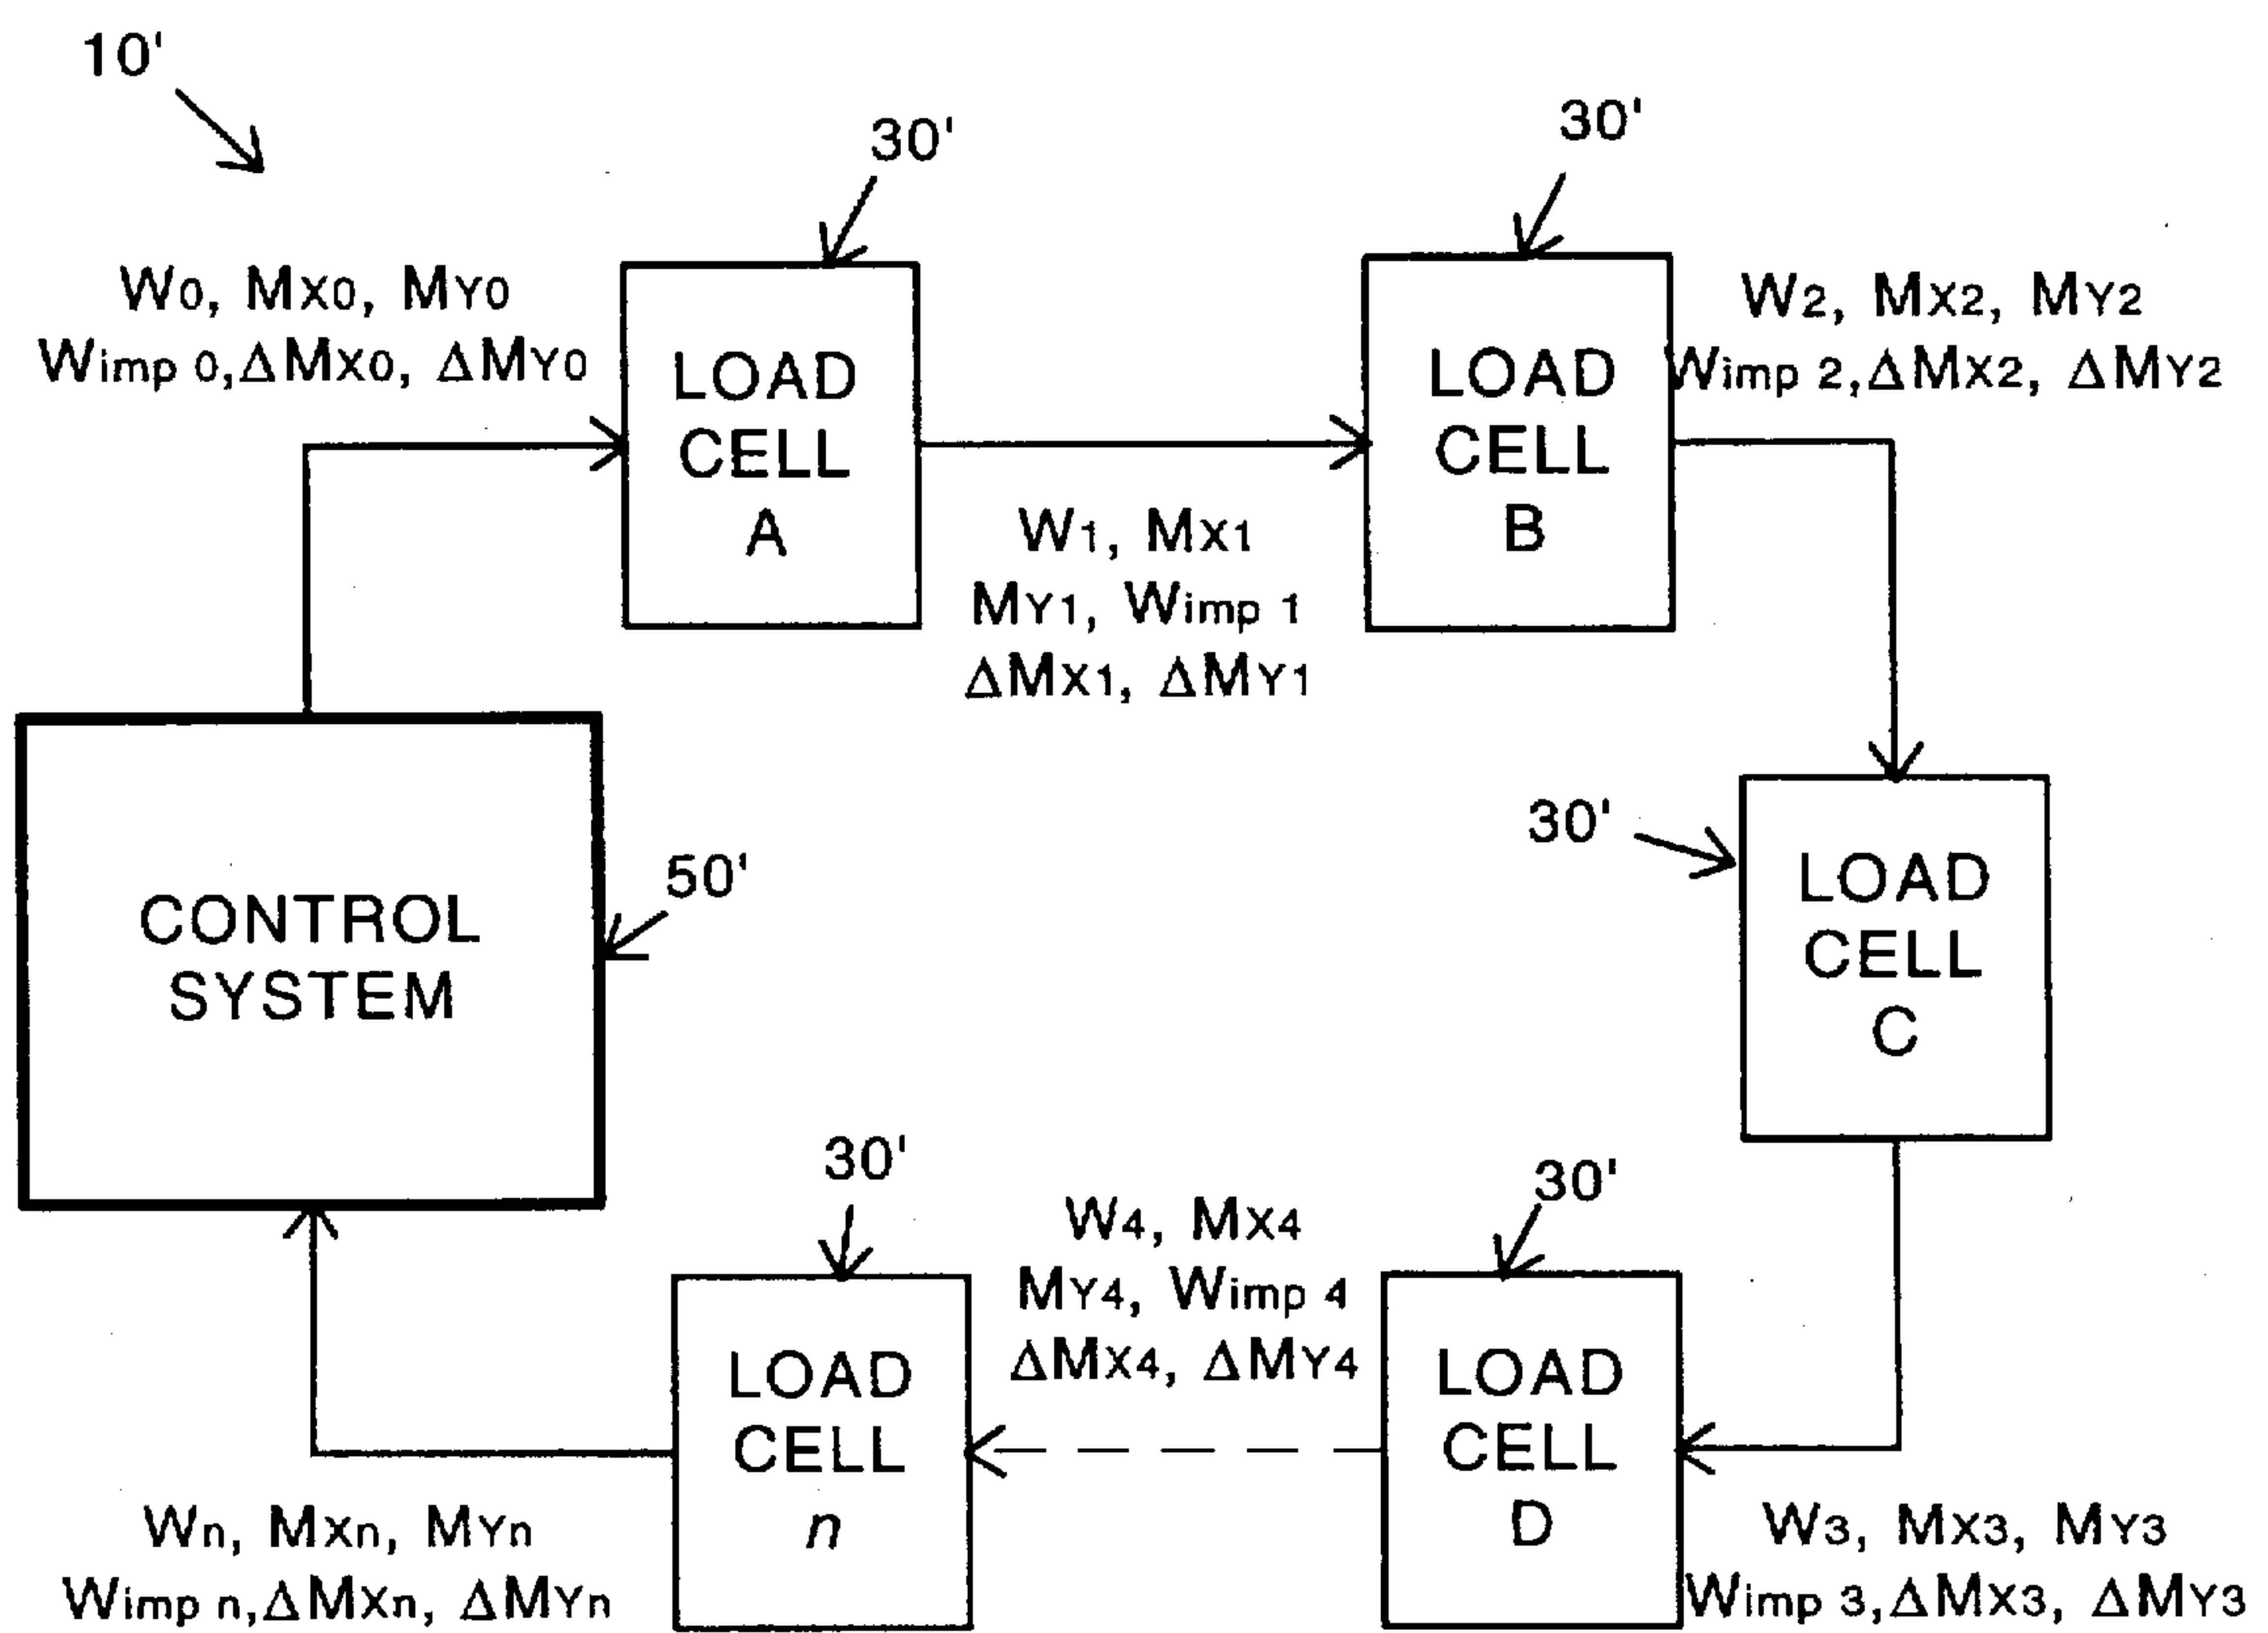 10'
30'
30'
W0, MX0, MY0
Wimp 0,ΔMX0, ΔMY0
LOAD
CELL
A
W1, MX1
MY1, Wimp 1
ΔMX1, ΔMY1
LOAD
CELL
B
W2, MX2, MY2
Wimp 2,ΔMX2, ΔMY2
CONTROL
SYSTEM
50'
30'
LOAD
CELL
C
30'
LOAD
CELL
n
W4, MX4
MY4, Wimp 4
ΔMX4, ΔMY4
30'
LOAD
CELL
D
Wn, MXn, MYn
Wimp n,ΔMXn, ΔMYn
W3, MX3, MY3
Wimp 3,ΔMX3, ΔMY3